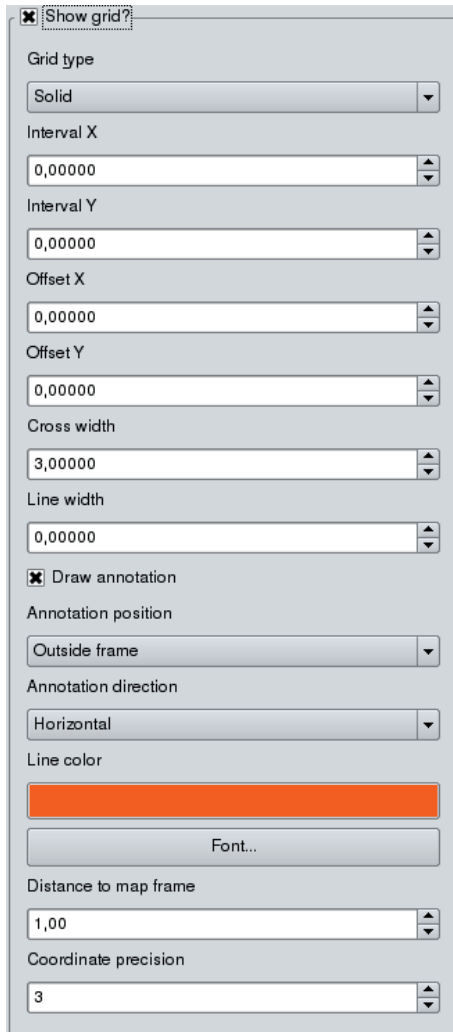 Show grid?
Grid type
Solid
Interval X
0,00000
Interval Y
0,00000
Offset X
0,00000
Offset Y
0,00000
Cross width
3,00000
Line width
0,00000
Draw annotation
Annotation position
Outside frame
Annotation direction
Horizontal
Line color
Font...
Distance to map frame
1,00
Coordinate precision
3